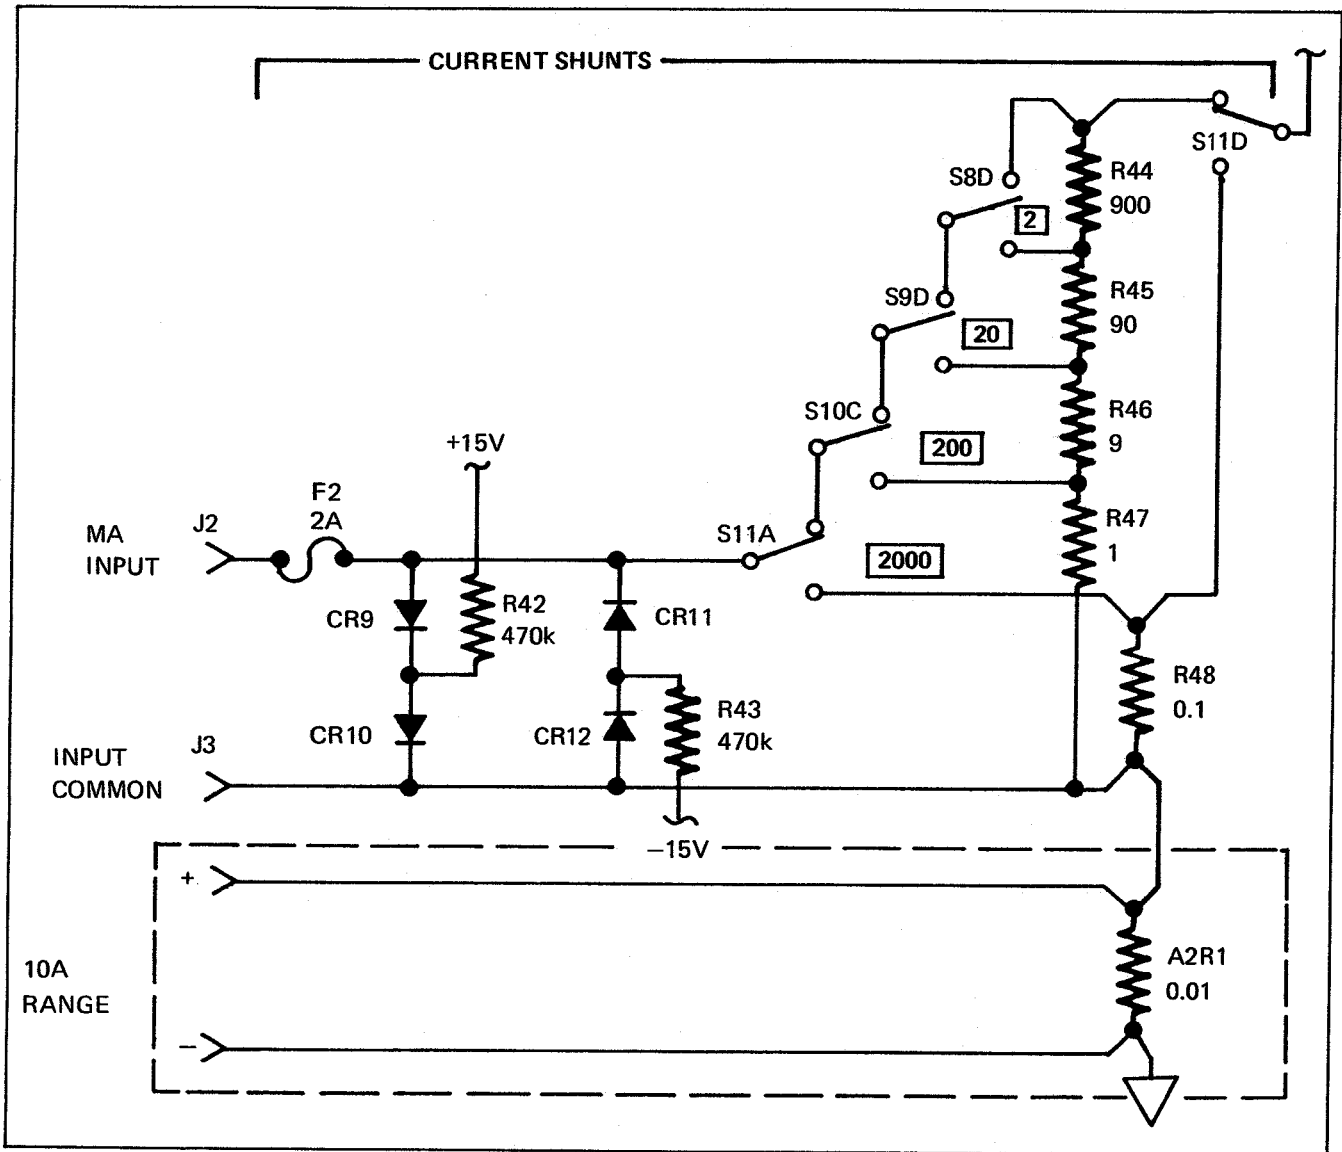 CURRENT SHUNTS
S11D
R44
900
S8D
2
R45
90
S9D
20
R46
9
S10C
200
+15V
F2
2A
J2
MA
INPUT
S11A
2000
R47
1
CR9
R42
470k
CR11
R48
0.1
CR10
CR12
R43
470k
J3
INPUT
COMMON
−15V
+
10A
RANGE
A2R1
0.01
−